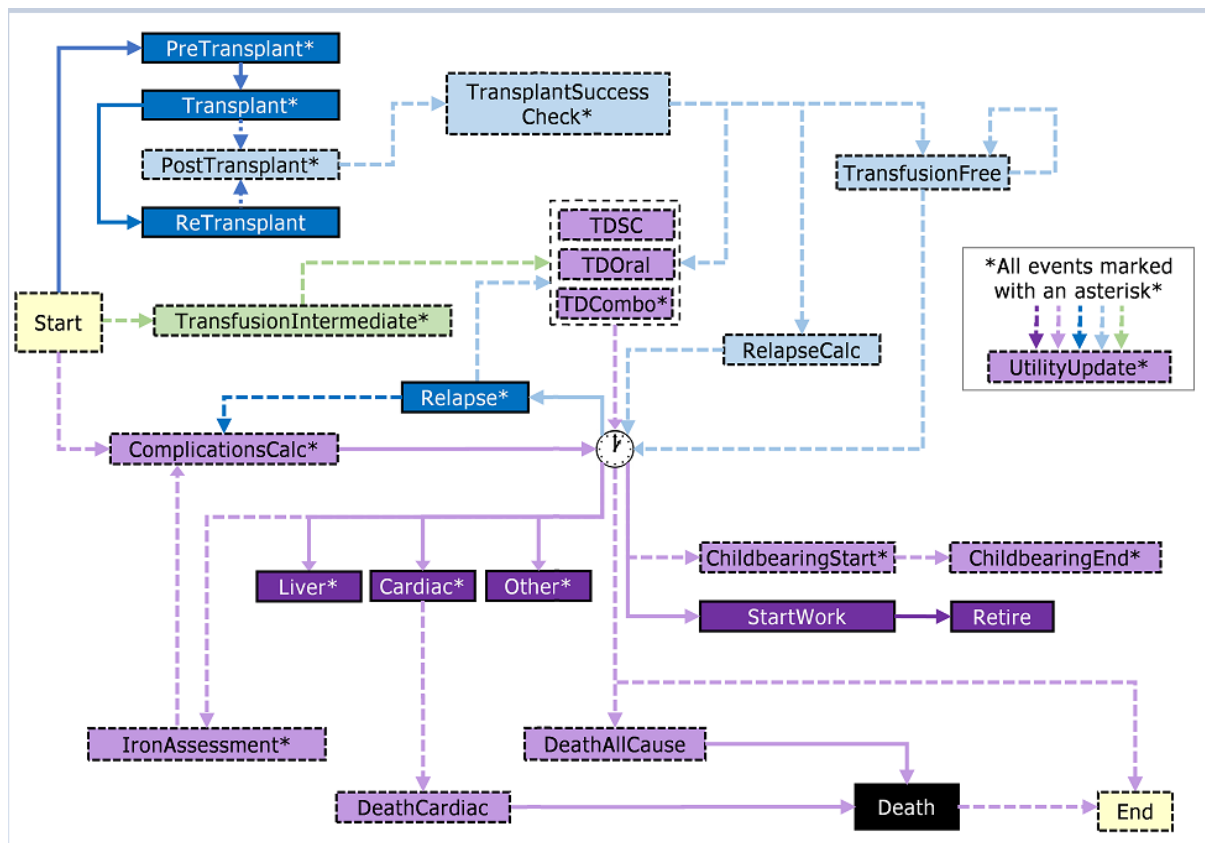 PreTransplant*
Transplant*
PostTransplant*
ReTransplant
TransplantSuccess
Check*
TransfusionFree
TDSC
TDOral
TDCombo*
*All events marked
with an asterisk*
UtilityUpdate*
Start
TransfusionIntermediate*
RelapseCalc
Relapse*
ComplicationsCalc*
Liver*
Cardiac*
Other*
ChildbearingStart*
ChildbearingEnd*
StartWork
Retire
IronAssessment*
DeathAllCause
DeathCardiac
Death
End